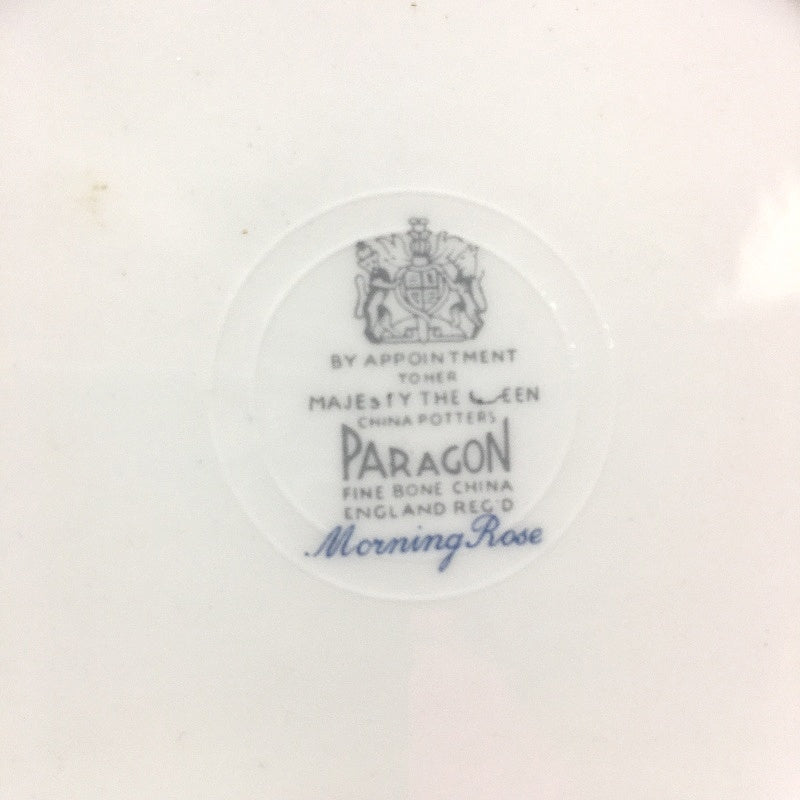 BY APPOINTMENT
TO HER
MAJESTY THE QUEEN
CHINA POTTERS
PARAGON
FINE BONE CHINA
ENGLAND REG'D
Morning Rose